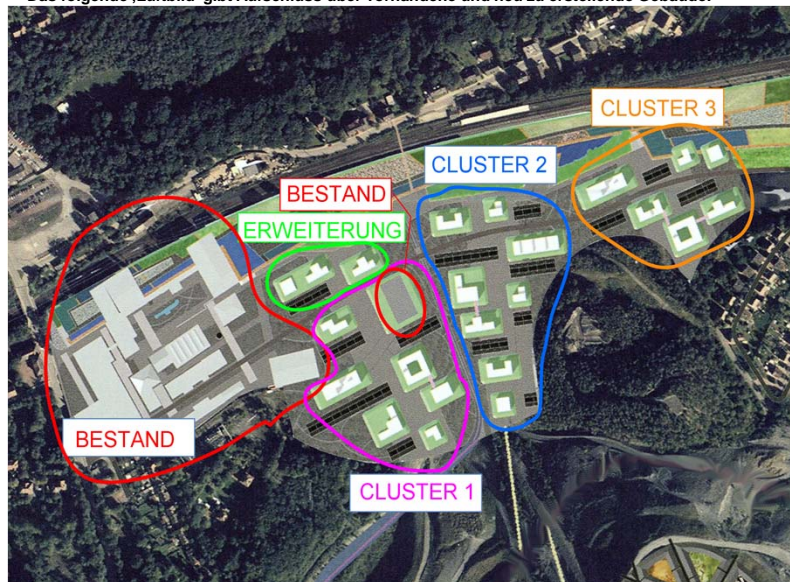 CLUSTER 3
CLUSTER 2
BESTAND
ERWEITERUNG
BESTAND
CLUSTER 1